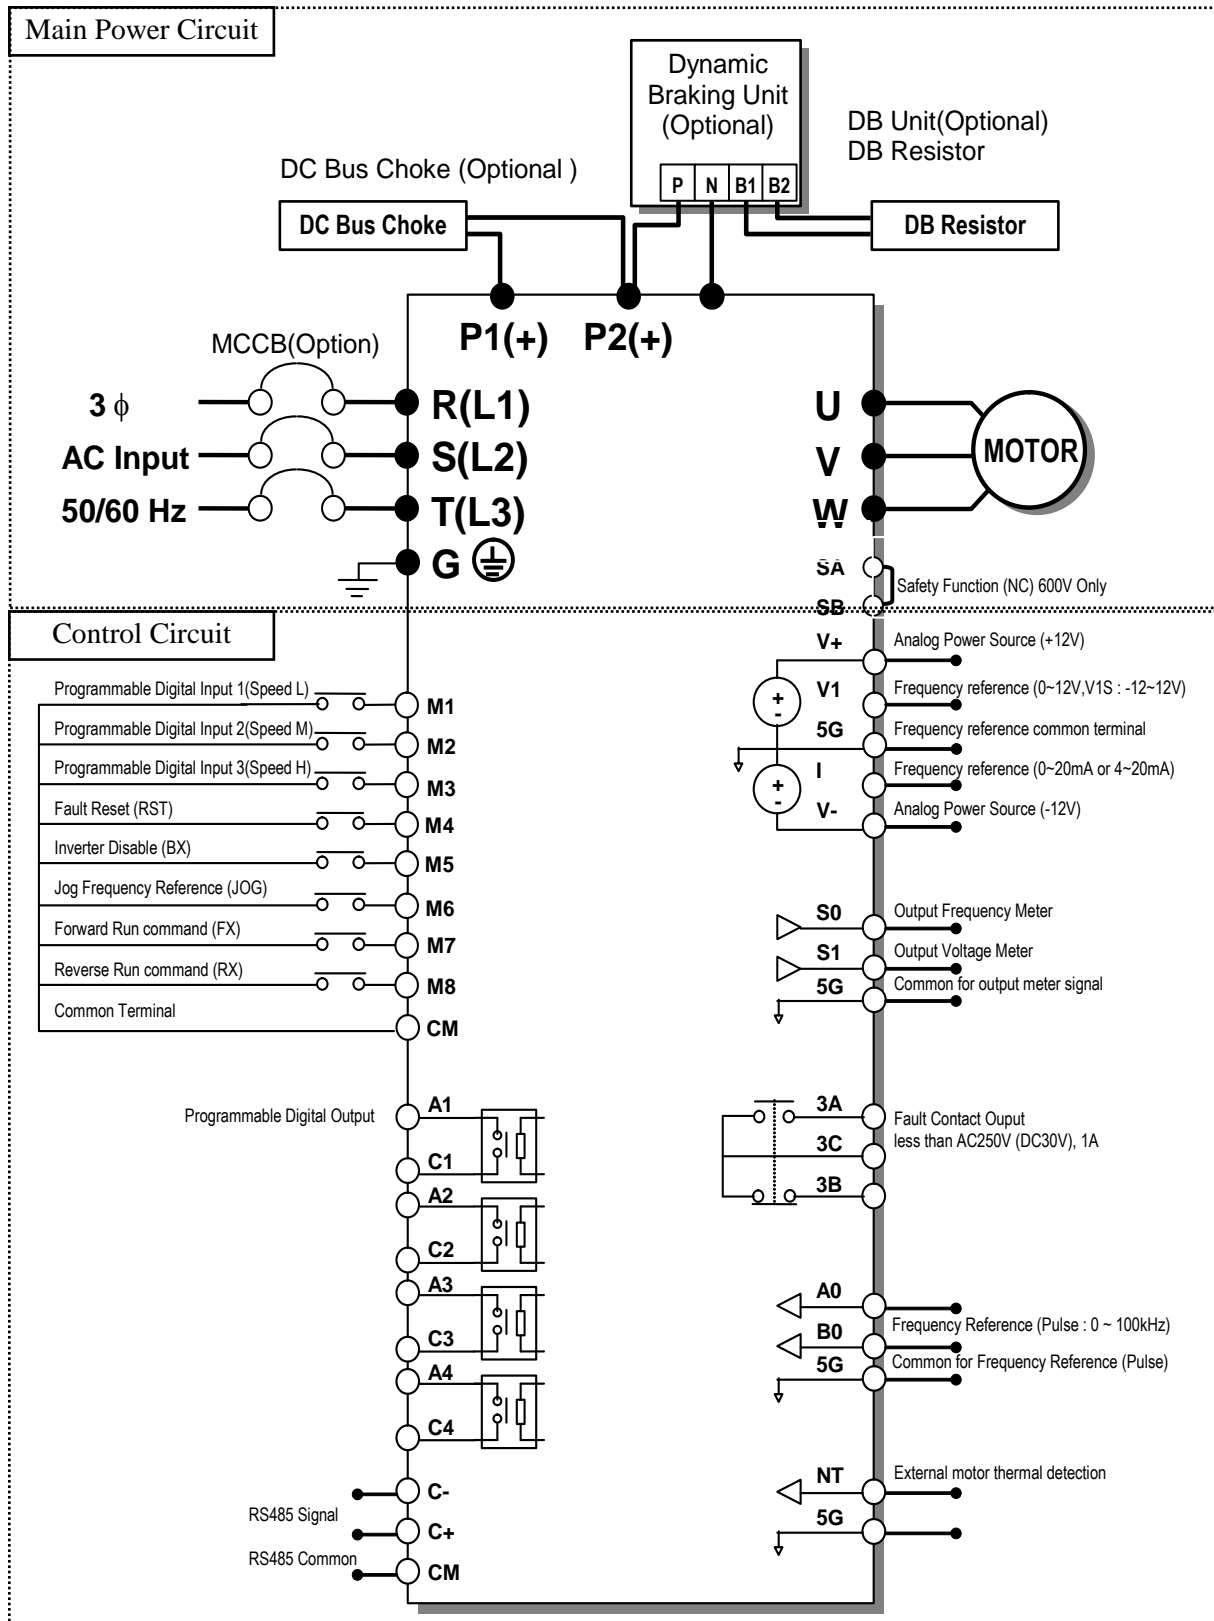 Main Power Circuit
Dynamic
Braking Unit
(Optional)
P N B1 B2
DB Unit(Optional)
DB Resistor
DC Bus Choke (Optional )
DC Bus Choke
DB Resistor
P1(+) P2(+)
MCCB(Option)
3 ϕ
AC Input
50/60 Hz
R(L1)
S(L2)
T(L3)
G
U
V
W
MOTOR
SA
SB
Safety Function (NC) 600V Only
Control Circuit
Programmable Digital Input 1(Speed L)
M1
Programmable Digital Input 2(Speed M)
M2
Programmable Digital Input 3(Speed H)
M3
Fault Reset (RST)
M4
Inverter Disable (BX)
M5
Jog Frequency Reference (JOG)
M6
Forward Run command (FX)
M7
Reverse Run command (RX)
M8
Common Terminal
CM
V+
Analog Power Source (+12V)
+
-
V1
Frequency reference (0~12V,V1S : -12~12V)
5G
Frequency reference common terminal
+
-
I
Frequency reference (0~20mA or 4~20mA)
V-
Analog Power Source (-12V)
S0
Output Frequency Meter
S1
Output Voltage Meter
5G
Common for output meter signal
Programmable Digital Output
A1
C1
A2
C2
A3
C3
A4
C4
3A
3C
3B
Fault Contact Ouput
less than AC250V (DC30V), 1A
A0
B0
Frequency Reference (Pulse : 0 ~ 100kHz)
5G
Common for Frequency Reference (Pulse)
NT
External motor thermal detection
5G
C-
RS485 Signal
C+
RS485 Common
CM